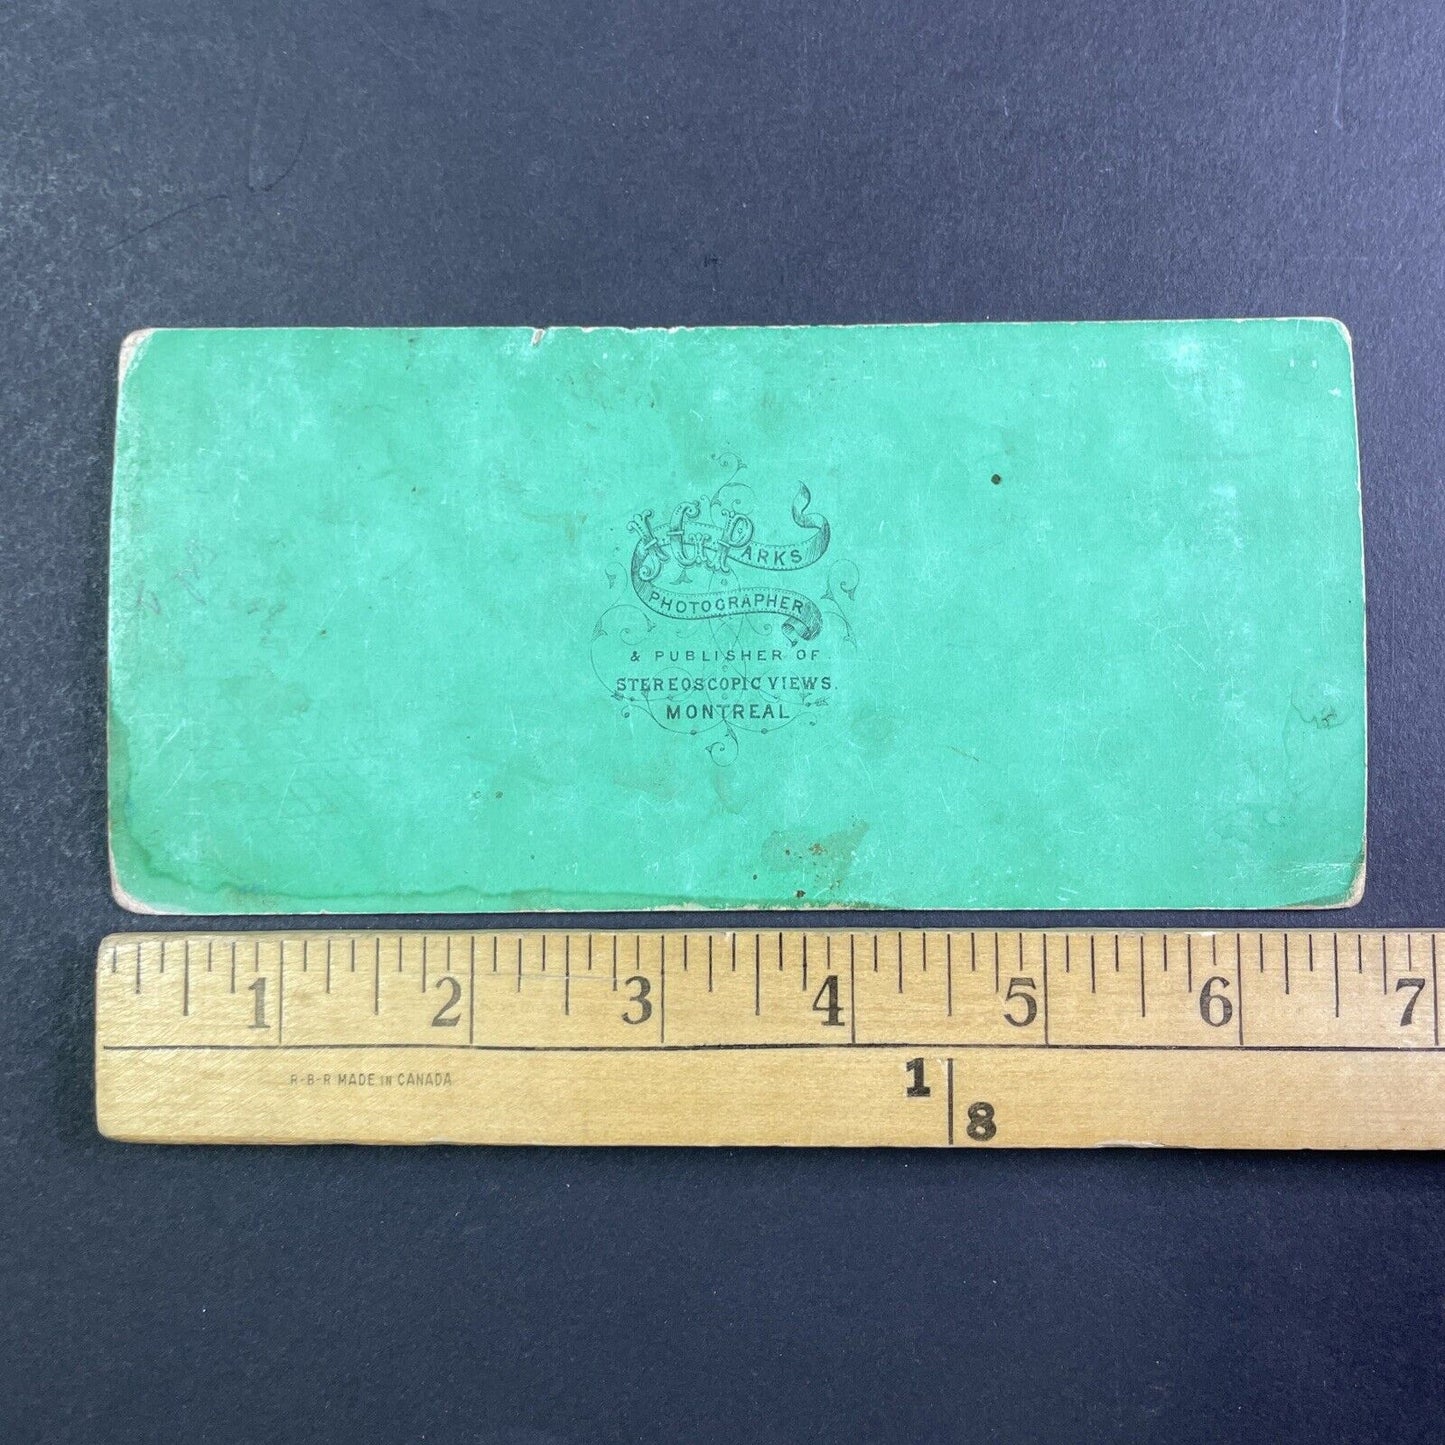 J. G. PARKS
PHOTOGRAPHER
& PUBLISHER OF
STEREOSCOPIC VIEWS.
MONTREAL
1 2 3 4 5 6 7
R-B-R MADE IN CANADA
1
8